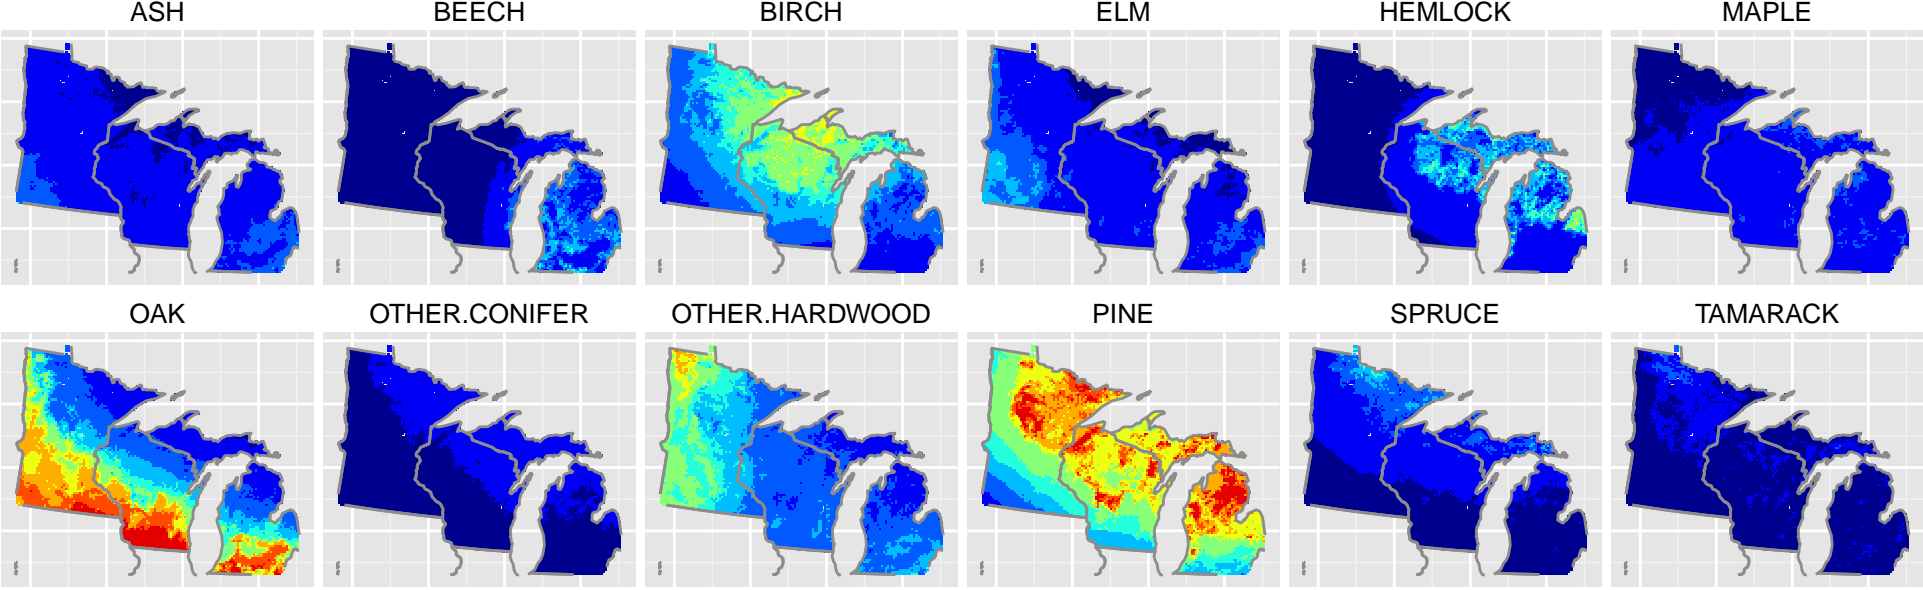 ASH BEECH BIRCH ELM HEMLOCK MAPLE
OAK OTHER.CONIFER OTHER.HARDWOOD PINE SPRUCE TAMARACK